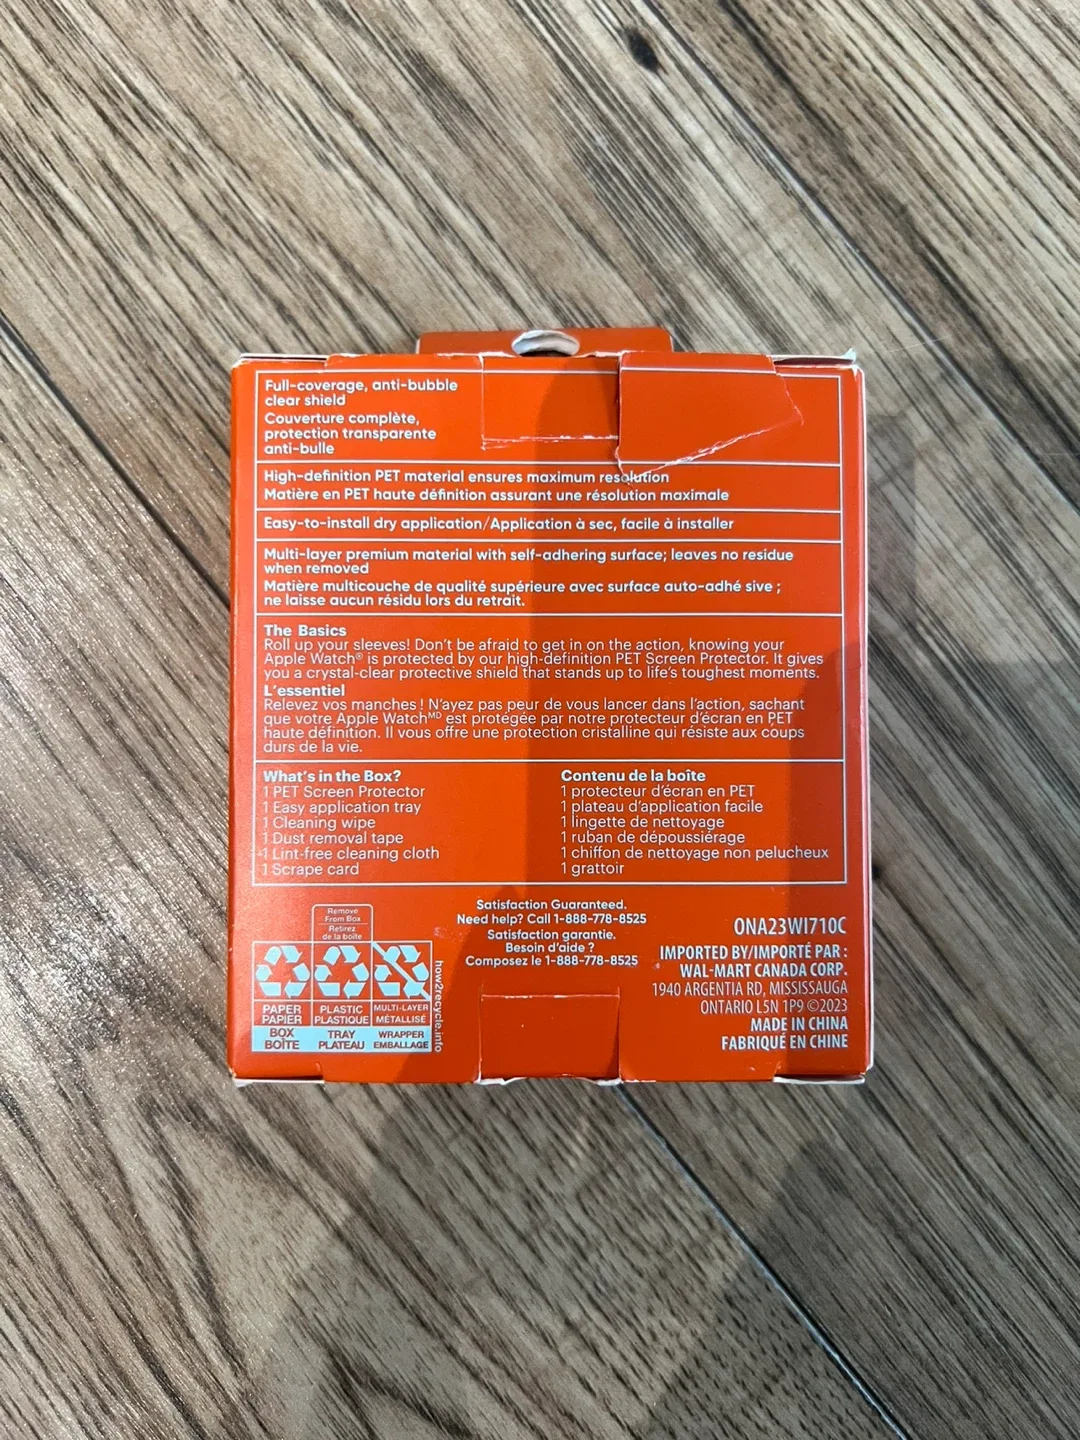 Full-coverage, anti-bubble
clear shield
Couverture complète,
protection transparente
anti-bulle
High-definition PET material ensures maximum resolution
Matière en PET haute définition assurant une résolution maximale
Easy-to-install dry application/Application à sec, facile à installer
Multi-layer premium material with self-adhering surface; leaves no residue
when removed
Matière multicouche de qualité supérieure avec surface auto-adhé sive ;
ne laisse aucun résidu lors du retrait.
The Basics
Roll up your sleeves! Don't be afraid to get in on the action, knowing your
Apple Watch® is protected by our high-definition PET Screen Protector. It gives
you a crystal-clear protective shield that stands up to life's toughest moments.
L'essentiel
Relevez vos manches ! N'ayez pas peur de vous lancer dans l'action, sachant
que votre Apple Watchᴹᴰ est protégée par notre protecteur d'écran en PET
haute définition. Il vous offre une protection cristalline qui résiste aux coups
durs de la vie.
What's in the Box?
1 PET Screen Protector
1 Easy application tray
1 Cleaning wipe
1 Dust removal tape
1 Lint-free cleaning cloth
1 Scrape card
Contenu de la boîte
1 protecteur d'écran en PET
1 plateau d'application facile
1 lingette de nettoyage
1 ruban de dépoussiérage
1 chiffon de nettoyage non pelucheux
1 grattoir
Remove
From Box
Retirez
de la boîte
PAPER
PAPIER
BOX
BOÎTE
PLASTIC
PLASTIQUE
TRAY
PLATEAU
MULTI-LAYER
MÉTALLISÉ
WRAPPER
EMBALLAGE
how2recycle.info
Satisfaction Guaranteed.
Need help? Call 1-888-778-8525
Satisfaction garantie.
Besoin d'aide ?
Composez le 1-888-778-8525
ONA23WI710C
IMPORTED BY/IMPORTÉ PAR :
WAL-MART CANADA CORP.
1940 ARGENTIA RD, MISSISSAUGA
ONTARIO L5N 1P9 ©2023
MADE IN CHINA
FABRIQUÉ EN CHINE